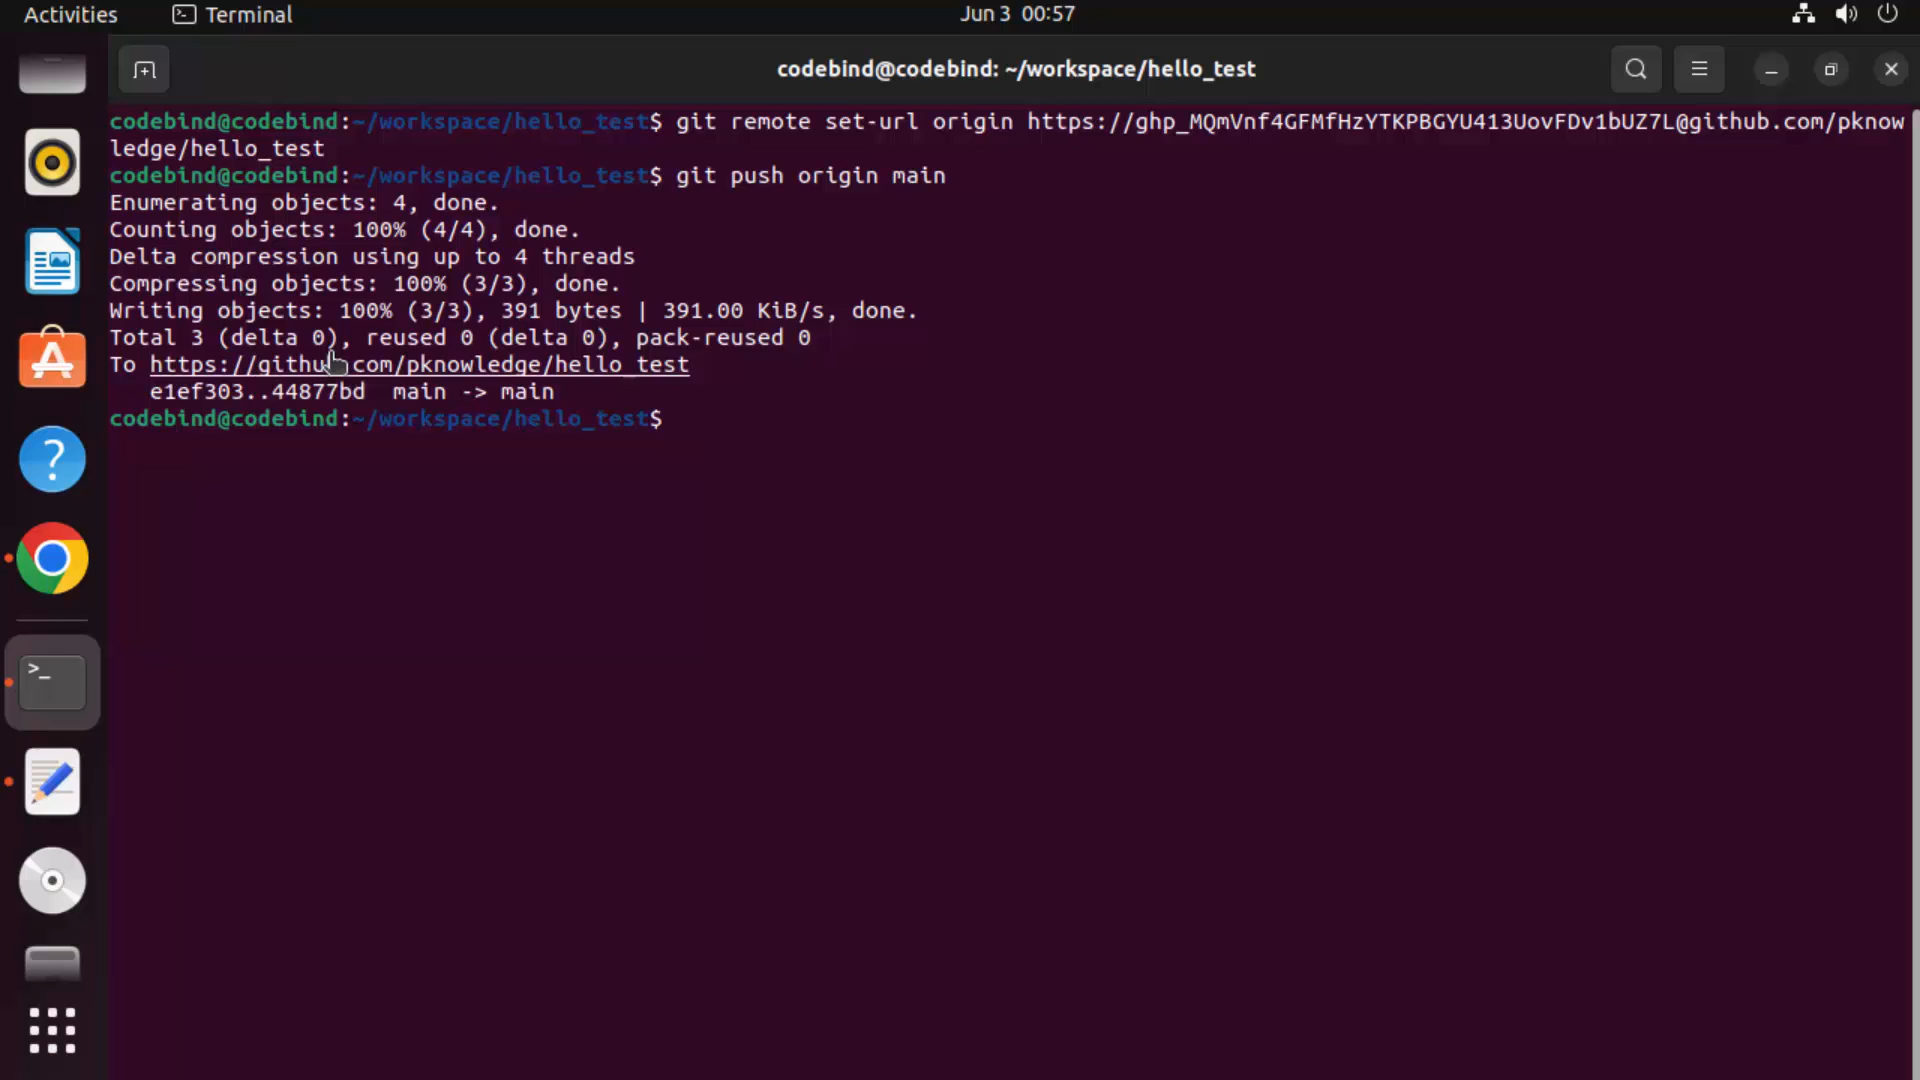 Activities
Terminal
Jun 3 00:57
codebind@codebind: ~/workspace/hello_test
codebind@codebind:~/workspace/hello_test$ git remote set-url origin https://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@github.com/pknow
ledge/hello_test
codebind@codebind:~/workspace/hello_test$ git push origin main
Enumerating objects: 4, done.
Counting objects: 100% (4/4), done.
Delta compression using up to 4 threads
Compressing objects: 100% (3/3), done.
Writing objects: 100% (3/3), 391 bytes | 391.00 KiB/s, done.
Total 3 (delta 0), reused 0 (delta 0), pack-reused 0
To https://github.com/pknowledge/hello_test
e1ef303..44877bd  main -> main
codebind@codebind:~/workspace/hello_test$